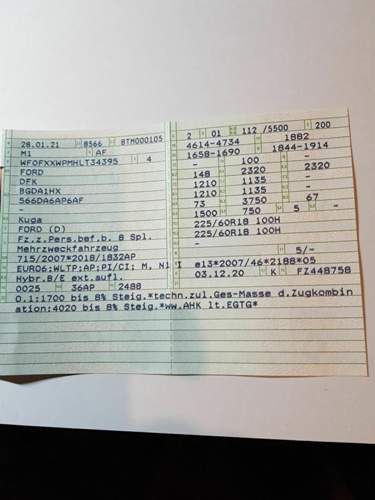 28.01.21 8566 BTM000105
M1 AF
WF0FXXWPMHLT34395 4
FORD
DFK
BGDA1HX
566DA6AP6AF
-
Kuga
FORD (D)
Fz.z.Pers.bef.b. 8 Spl.
Mehrzweckfahrzeug
715/2007*2018/1832AP
EURO6;WLTP;AP;PI/CI; M, N1 I
Hybr.B/E ext.aufl.
0025 36AP 2488
2 01 112 /5500 200
4614-4734 1882
1658-1690 1844-1914
- 100 -
148 2320 2320
1210 1135 -
1210 1135 -
73 3750 67
1500 750 5 -
225/60R18 100H
225/60R18 100H
-
5/-
e13*2007/46*2188*05
03.12.20 K FZ448758
O.1:1700 bis 8% Steig.*techn.zul.Ges-Masse d.Zugkombin
ation:4020 bis 8% Steig.*ww.AHK lt.EGTG*